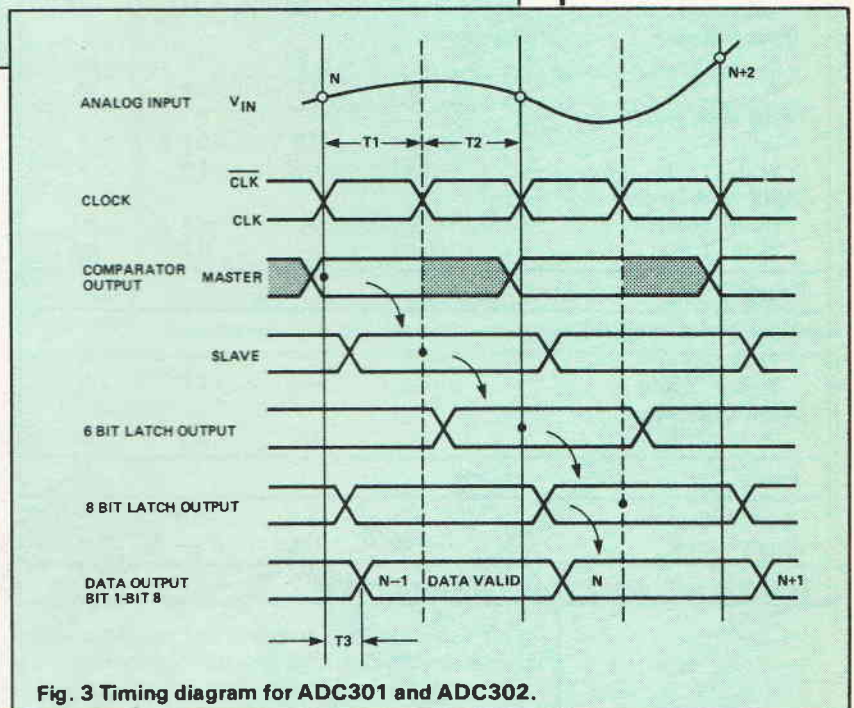 N
N+2
ANALOG INPUT V_IN
T1
T2
CLOCK
CLK
CLK
COMPARATOR
OUTPUT
MASTER
SLAVE
6 BIT LATCH OUTPUT
8 BIT LATCH OUTPUT
DATA OUTPUT
BIT 1-BIT 8
N-1 DATA VALID N N+1
T3
Fig. 3 Timing diagram for ADC301 and ADC302.